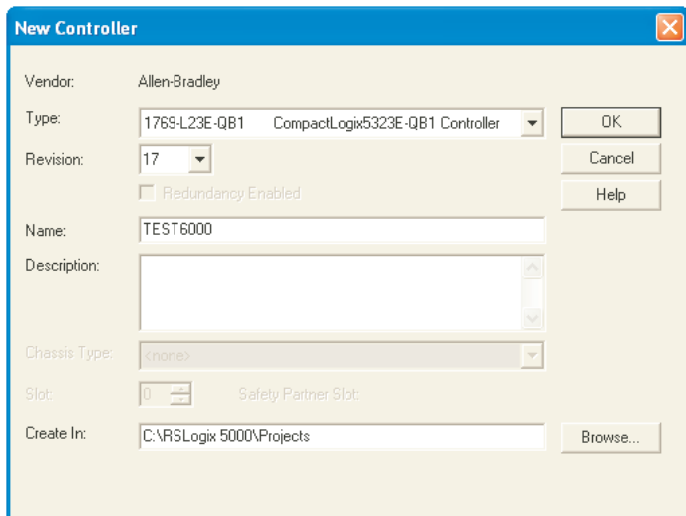 New Controller
Vendor: Allen-Bradley
Type: 1769-L23E-QB1 CompactLogix5323E-QB1 Controller OK
Revision: 17 Cancel
Redundancy Enabled Help
Name: TEST6000
Description:
Chassis Type: <none>
Slot: 0 Safety Partner Slot:
Create In: C:\RSLogix 5000\Projects Browse...